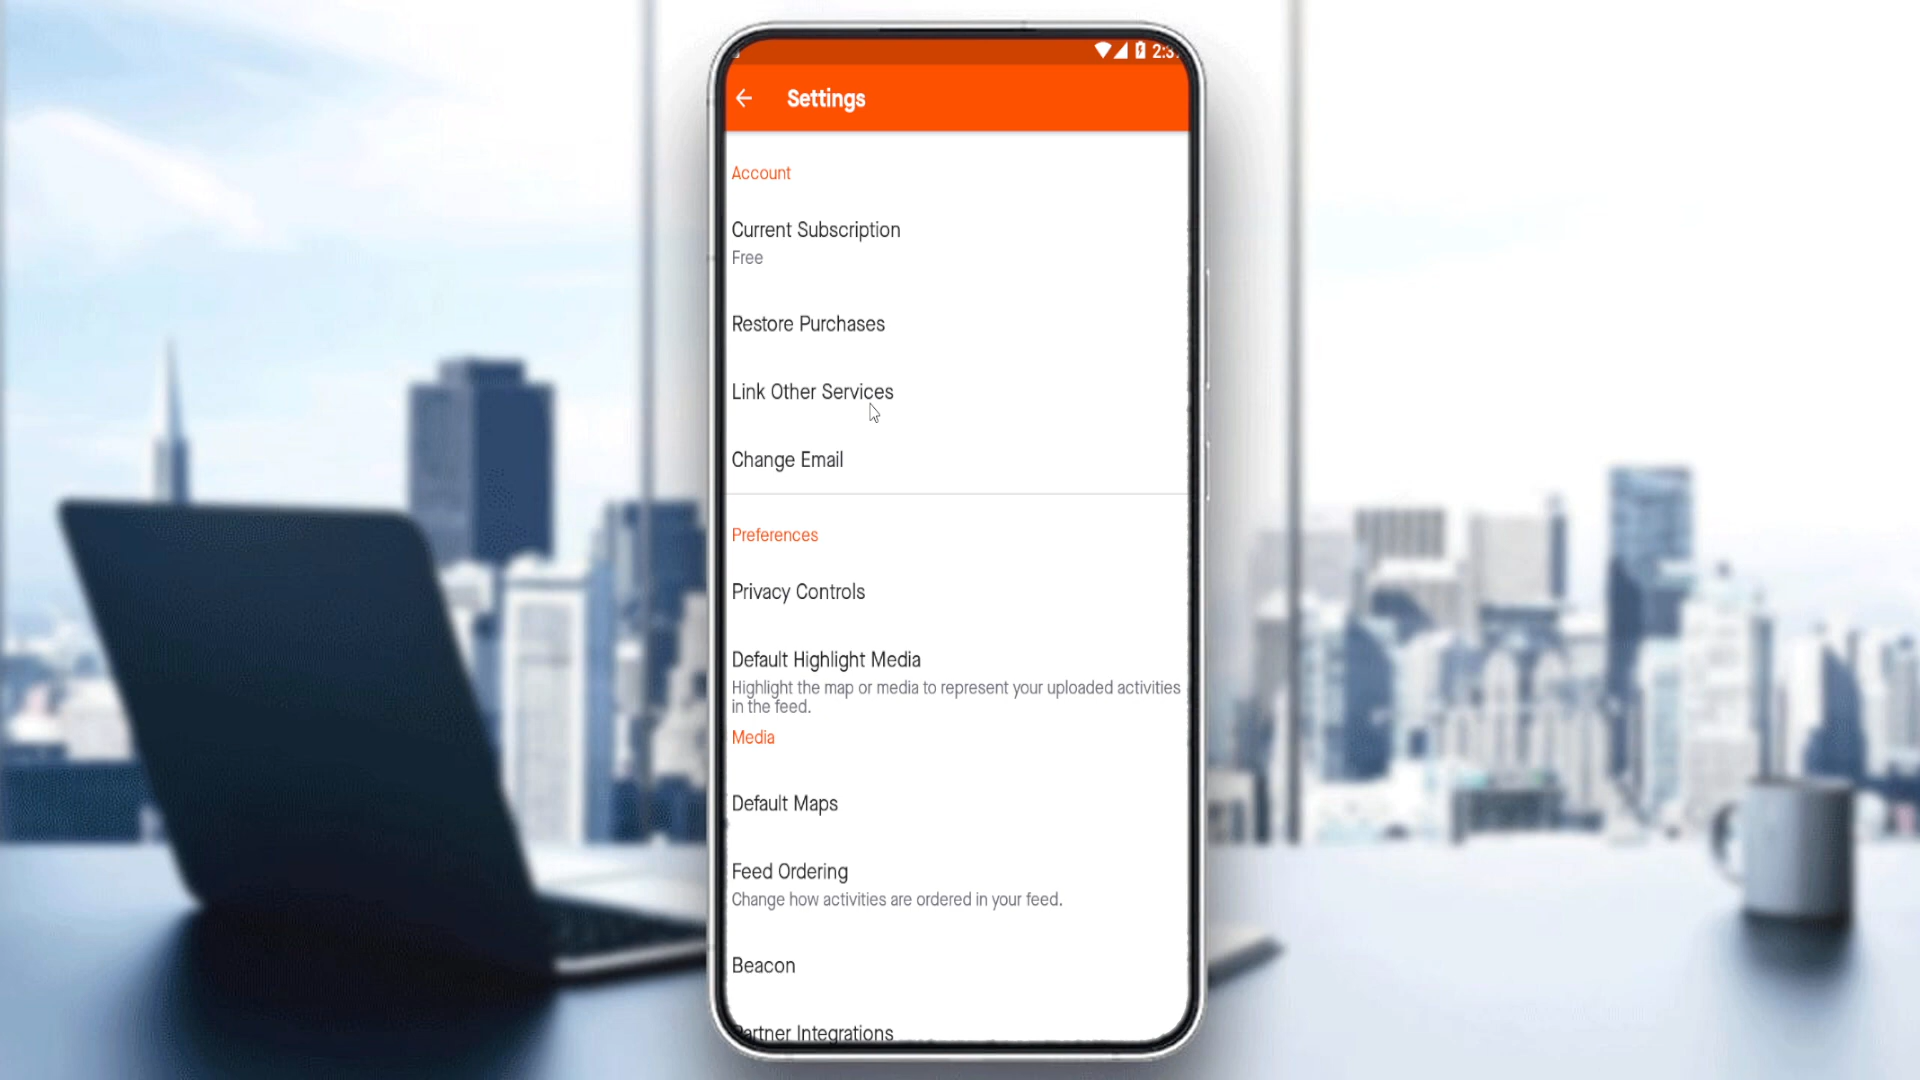 Settings
Account
Current Subscription
Free
Restore Purchases
Link Other Services
Change Email
Preferences
Privacy Controls
Default Highlight Media
Highlight the map or media to represent your uploaded activities
in the feed.
Media
Default Maps
Feed Ordering
Change how activities are ordered in your feed.
Beacon
Partner Integrations